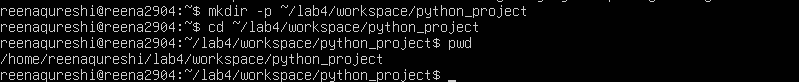 reenaqureshi@reena2904:~$ mkdir -p ~/lab4/workspace/python_project
reenaqureshi@reena2904:~$ cd ~/lab4/workspace/python_project
reenaqureshi@reena2904:~/lab4/workspace/python_project$ pwd
/home/reenaqureshi/lab4/workspace/python_project
reenaqureshi@reena2904:~/lab4/workspace/python_project$ _